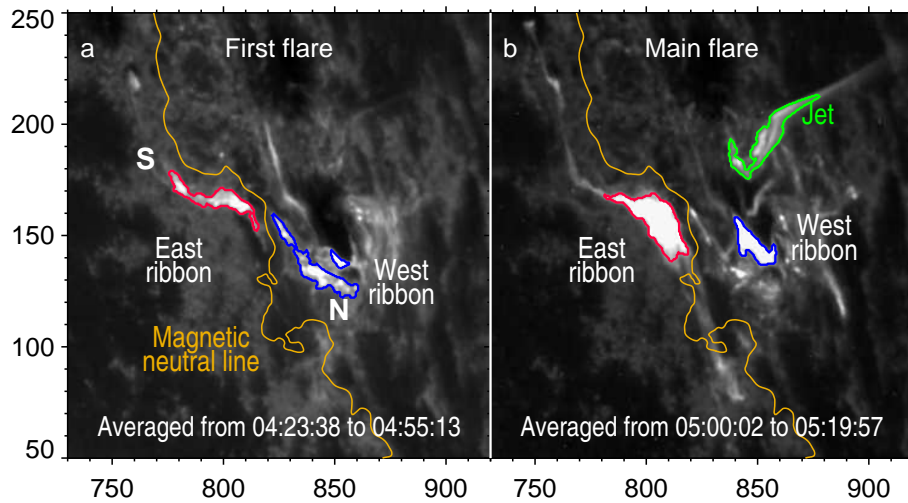 250
200
150
100
50
a
First flare
S
East
ribbon
West
ribbon
N
Magnetic
neutral line
Averaged from 04:23:38 to 04:55:13
750
800
850
900
b
Main flare
Jet
East
ribbon
West
ribbon
Averaged from 05:00:02 to 05:19:57
750
800
850
900